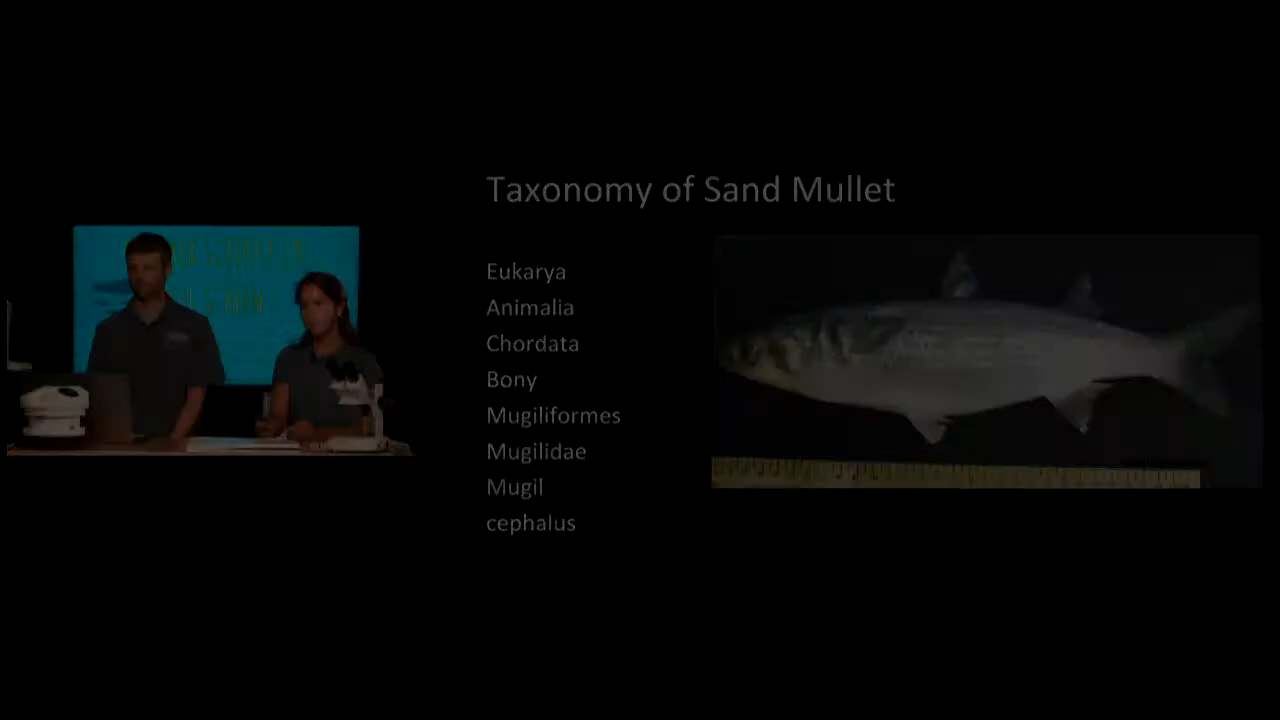 Taxonomy of Sand Mullet
Eukarya
Animalia
Chordata
Bony
Mugiliformes
Mugilidae
Mugil
cephalus